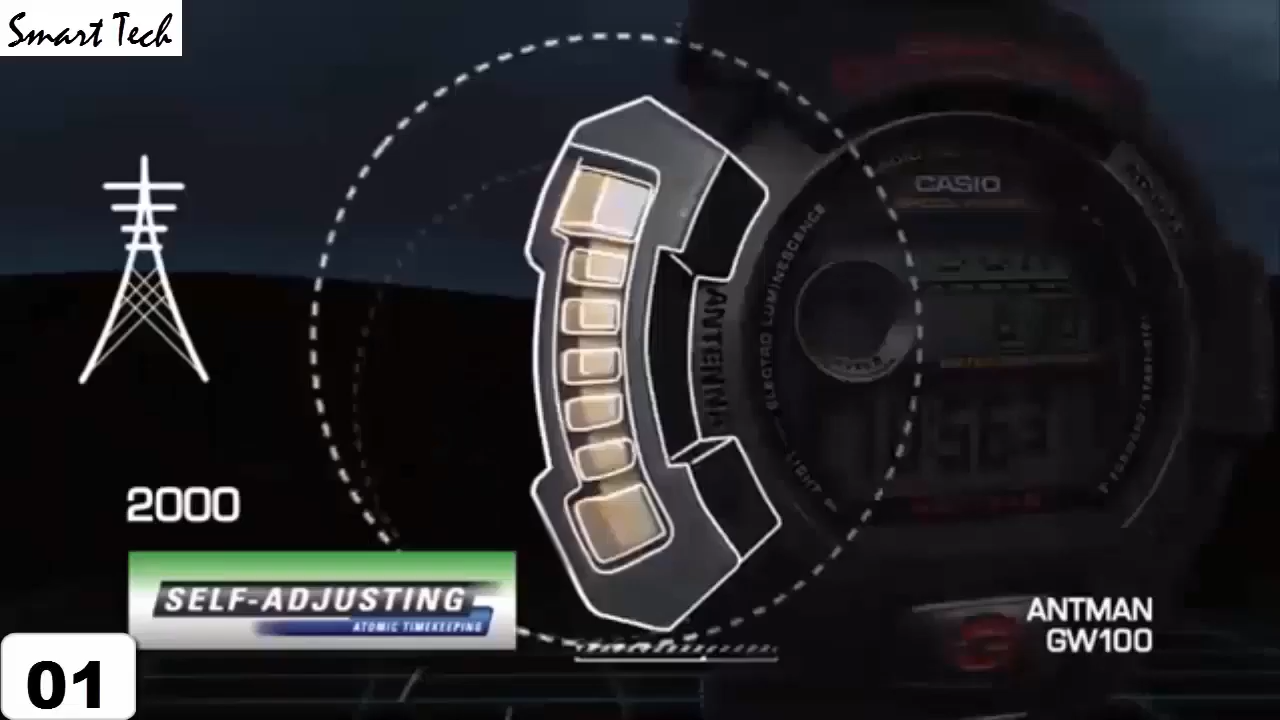 Smart Tech
CASIO
ELECTRO LUMINESCENCE
ANTENNA
LIGHT
2000
SELF-ADJUSTING
ATOMIC TIMEKEEPING
ANTMAN
GW100
G
01